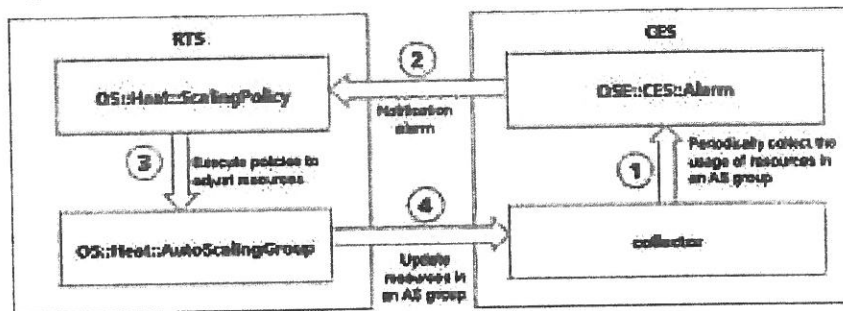 RTS
CES
OS::Heat::ScalingPolicy
2
Notification
alarm
OSE::CES::Alarm
3
Execute policies to
adjust resources
1
Periodically collect the
usage of resources in
an AS group
OS::Heat::AutoScalingGroup
4
Update
resources in
an AS group
collector